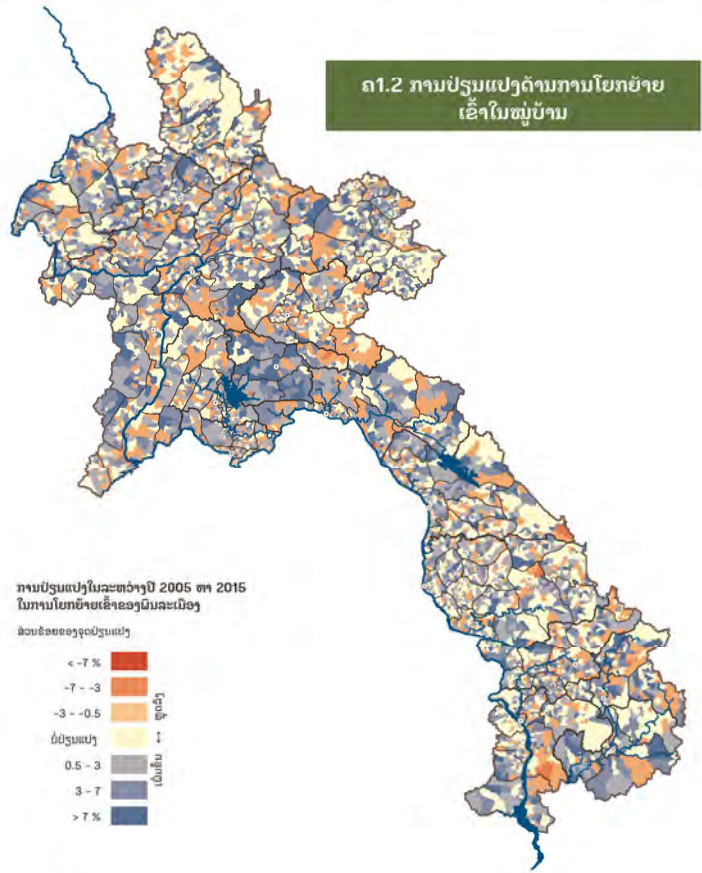 ຄ1.2 ການປ່ຽນແປງດ້ານການໂຍກຍ້າຍ
ເຂົ້າໃນໝູ່ບ້ານ
ການປ່ຽນແປງໃນລະຫວ່າງປີ 2005 ຫາ 2015
ໃນການໂຍກຍ້າຍເຂົ້າຂອງພົນລະເມືອງ
ສ່ວນຮ້ອຍຂອງຈຸດປ່ຽນແປງ
< -7 %
-7 - -3
-3 - -0.5
ບໍ່ປ່ຽນແປງ
0.5 - 3
3 - 7
> 7 %
↔
ເພີ່ມຂຶ້ນ